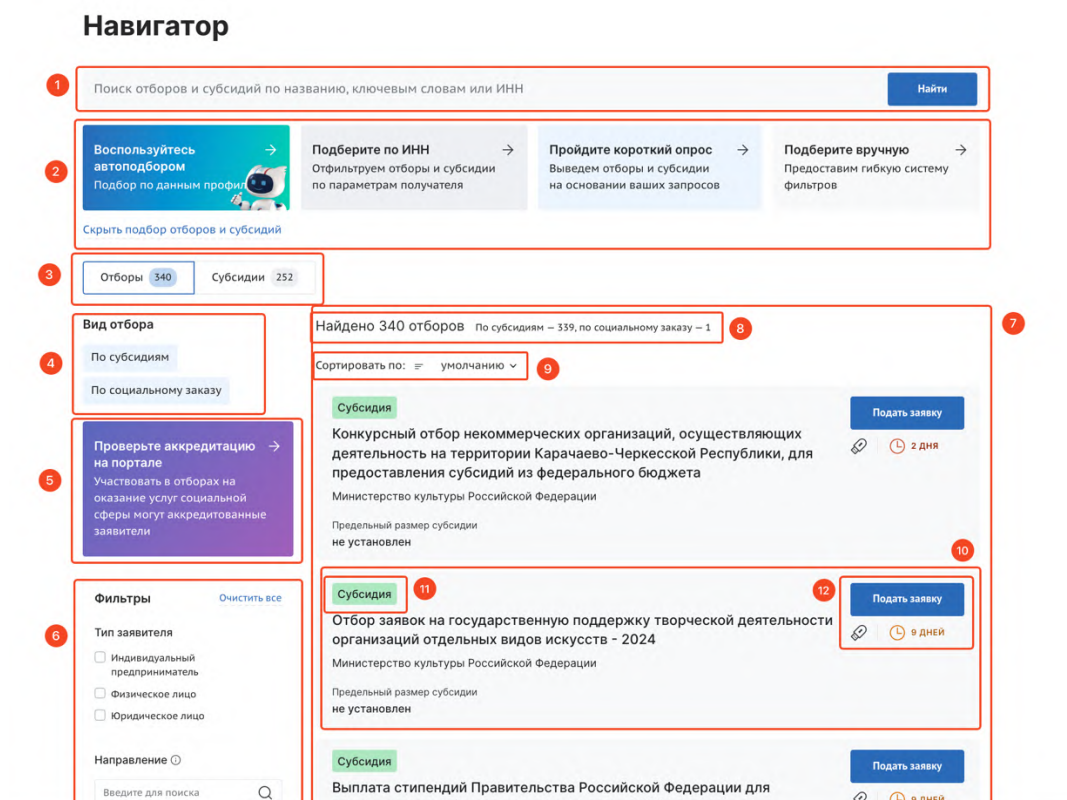 Навигатор
1
Поиск отборов и субсидий по названию, ключевым словам или ИНН
Найти
2
Воспользуйтесь
автоподбором
Подбор по данным профил
Подберите по ИНН
Отфильтруем отборы и субсидии
по параметрам получателя
Пройдите короткий опрос
Выведем отборы и субсидии
на основании ваших запросов
Подберите вручную
Предоставим гибкую систему
фильтров
Скрыть подбор отборов и субсидий
3
Отборы 340
Субсидии 252
Вид отбора
4
По субсидиям
По социальному заказу
5
Проверьте аккредитацию
на портале
Участвовать в отборах на
оказание услуг социальной
сферы могут аккредитованные
заявители
6
Фильтры
Очистить все
Тип заявителя
Индивидуальный
предприниматель
Физическое лицо
Юридическое лицо
Направление
Введите для поиска
7
Найдено 340 отборов По субсидиям – 339, по социальному заказу – 1
8
Сортировать по: умолчанию
9
Субсидия
Конкурсный отбор некоммерческих организаций, осуществляющих
деятельность на территории Карачаево-Черкесской Республики, для
предоставления субсидий из федерального бюджета
Министерство культуры Российской Федерации
Предельный размер субсидии
не установлен
Подать заявку
2 ДНЯ
10
Субсидия
11
12
Подать заявку
9 ДНЕЙ
Отбор заявок на государственную поддержку творческой деятельности
организаций отдельных видов искусств - 2024
Министерство культуры Российской Федерации
Предельный размер субсидии
не установлен
Субсидия
Выплата стипендий Правительства Российской Федерации для
Подать заявку
9 ДНЕЙ